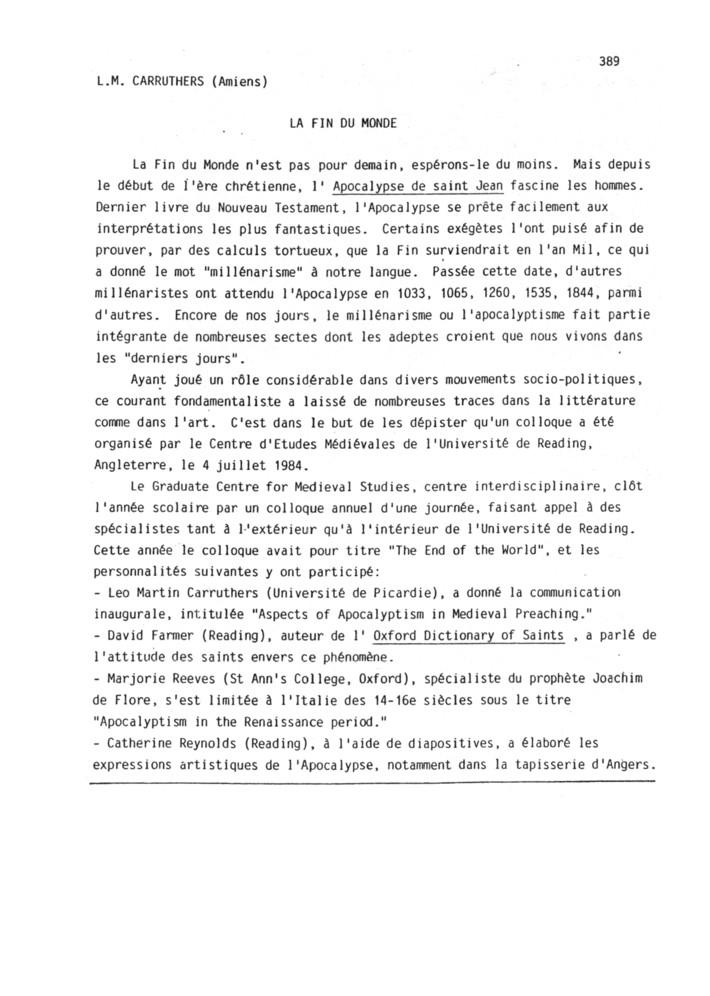 389
L.M. CARRUTHERS (Amiens)
LA FIN DU MONDE
La Fin du Monde n'est pas pour demain, espérons-le du moins. Mais depuis
le début de l'ère chrétienne, l' Apocalypse de saint Jean fascine les hommes.
Dernier livre du Nouveau Testament, l'Apocalypse se prête facilement aux
interprétations les plus fantastiques. Certains exégètes l'ont puisé afin de
prouver, par des calculs tortueux, que la Fin surviendrait en l'an Mil, ce qui
a donné le mot "millénarisme" à notre langue. Passée cette date, d'autres
millénaristes ont attendu l'Apocalypse en 1033, 1065, 1260, 1535, 1844, parmi
d'autres. Encore de nos jours, le millénarisme ou l'apocalyptisme fait partie
intégrante de nombreuses sectes dont les adeptes croient que nous vivons dans
les "derniers jours".
Ayant joué un rôle considérable dans divers mouvements socio-politiques,
ce courant fondamentaliste a laissé de nombreuses traces dans la littérature
comme dans l'art. C'est dans le but de les dépister qu'un colloque a été
organisé par le Centre d'Etudes Médiévales de l'Université de Reading,
Angleterre, le 4 juillet 1984.
Le Graduate Centre for Medieval Studies, centre interdisciplinaire, clôt
l'année scolaire par un colloque annuel d'une journée, faisant appel à des
spécialistes tant à l'extérieur qu'à l'intérieur de l'Université de Reading.
Cette année le colloque avait pour titre "The End of the World", et les
personnalités suivantes y ont participé:
- Leo Martin Carruthers (Université de Picardie), a donné la communication
inaugurale, intitulée "Aspects of Apocalyptism in Medieval Preaching."
- David Farmer (Reading), auteur de l' Oxford Dictionary of Saints , a parlé de
l'attitude des saints envers ce phénomène.
- Marjorie Reeves (St Ann's College, Oxford), spécialiste du prophète Joachim
de Flore, s'est limitée à l'Italie des 14-16e siècles sous le titre
"Apocalyptism in the Renaissance period."
- Catherine Reynolds (Reading), à l'aide de diapositives, a élaboré les
expressions artistiques de l'Apocalypse, notamment dans la tapisserie d'Angers.